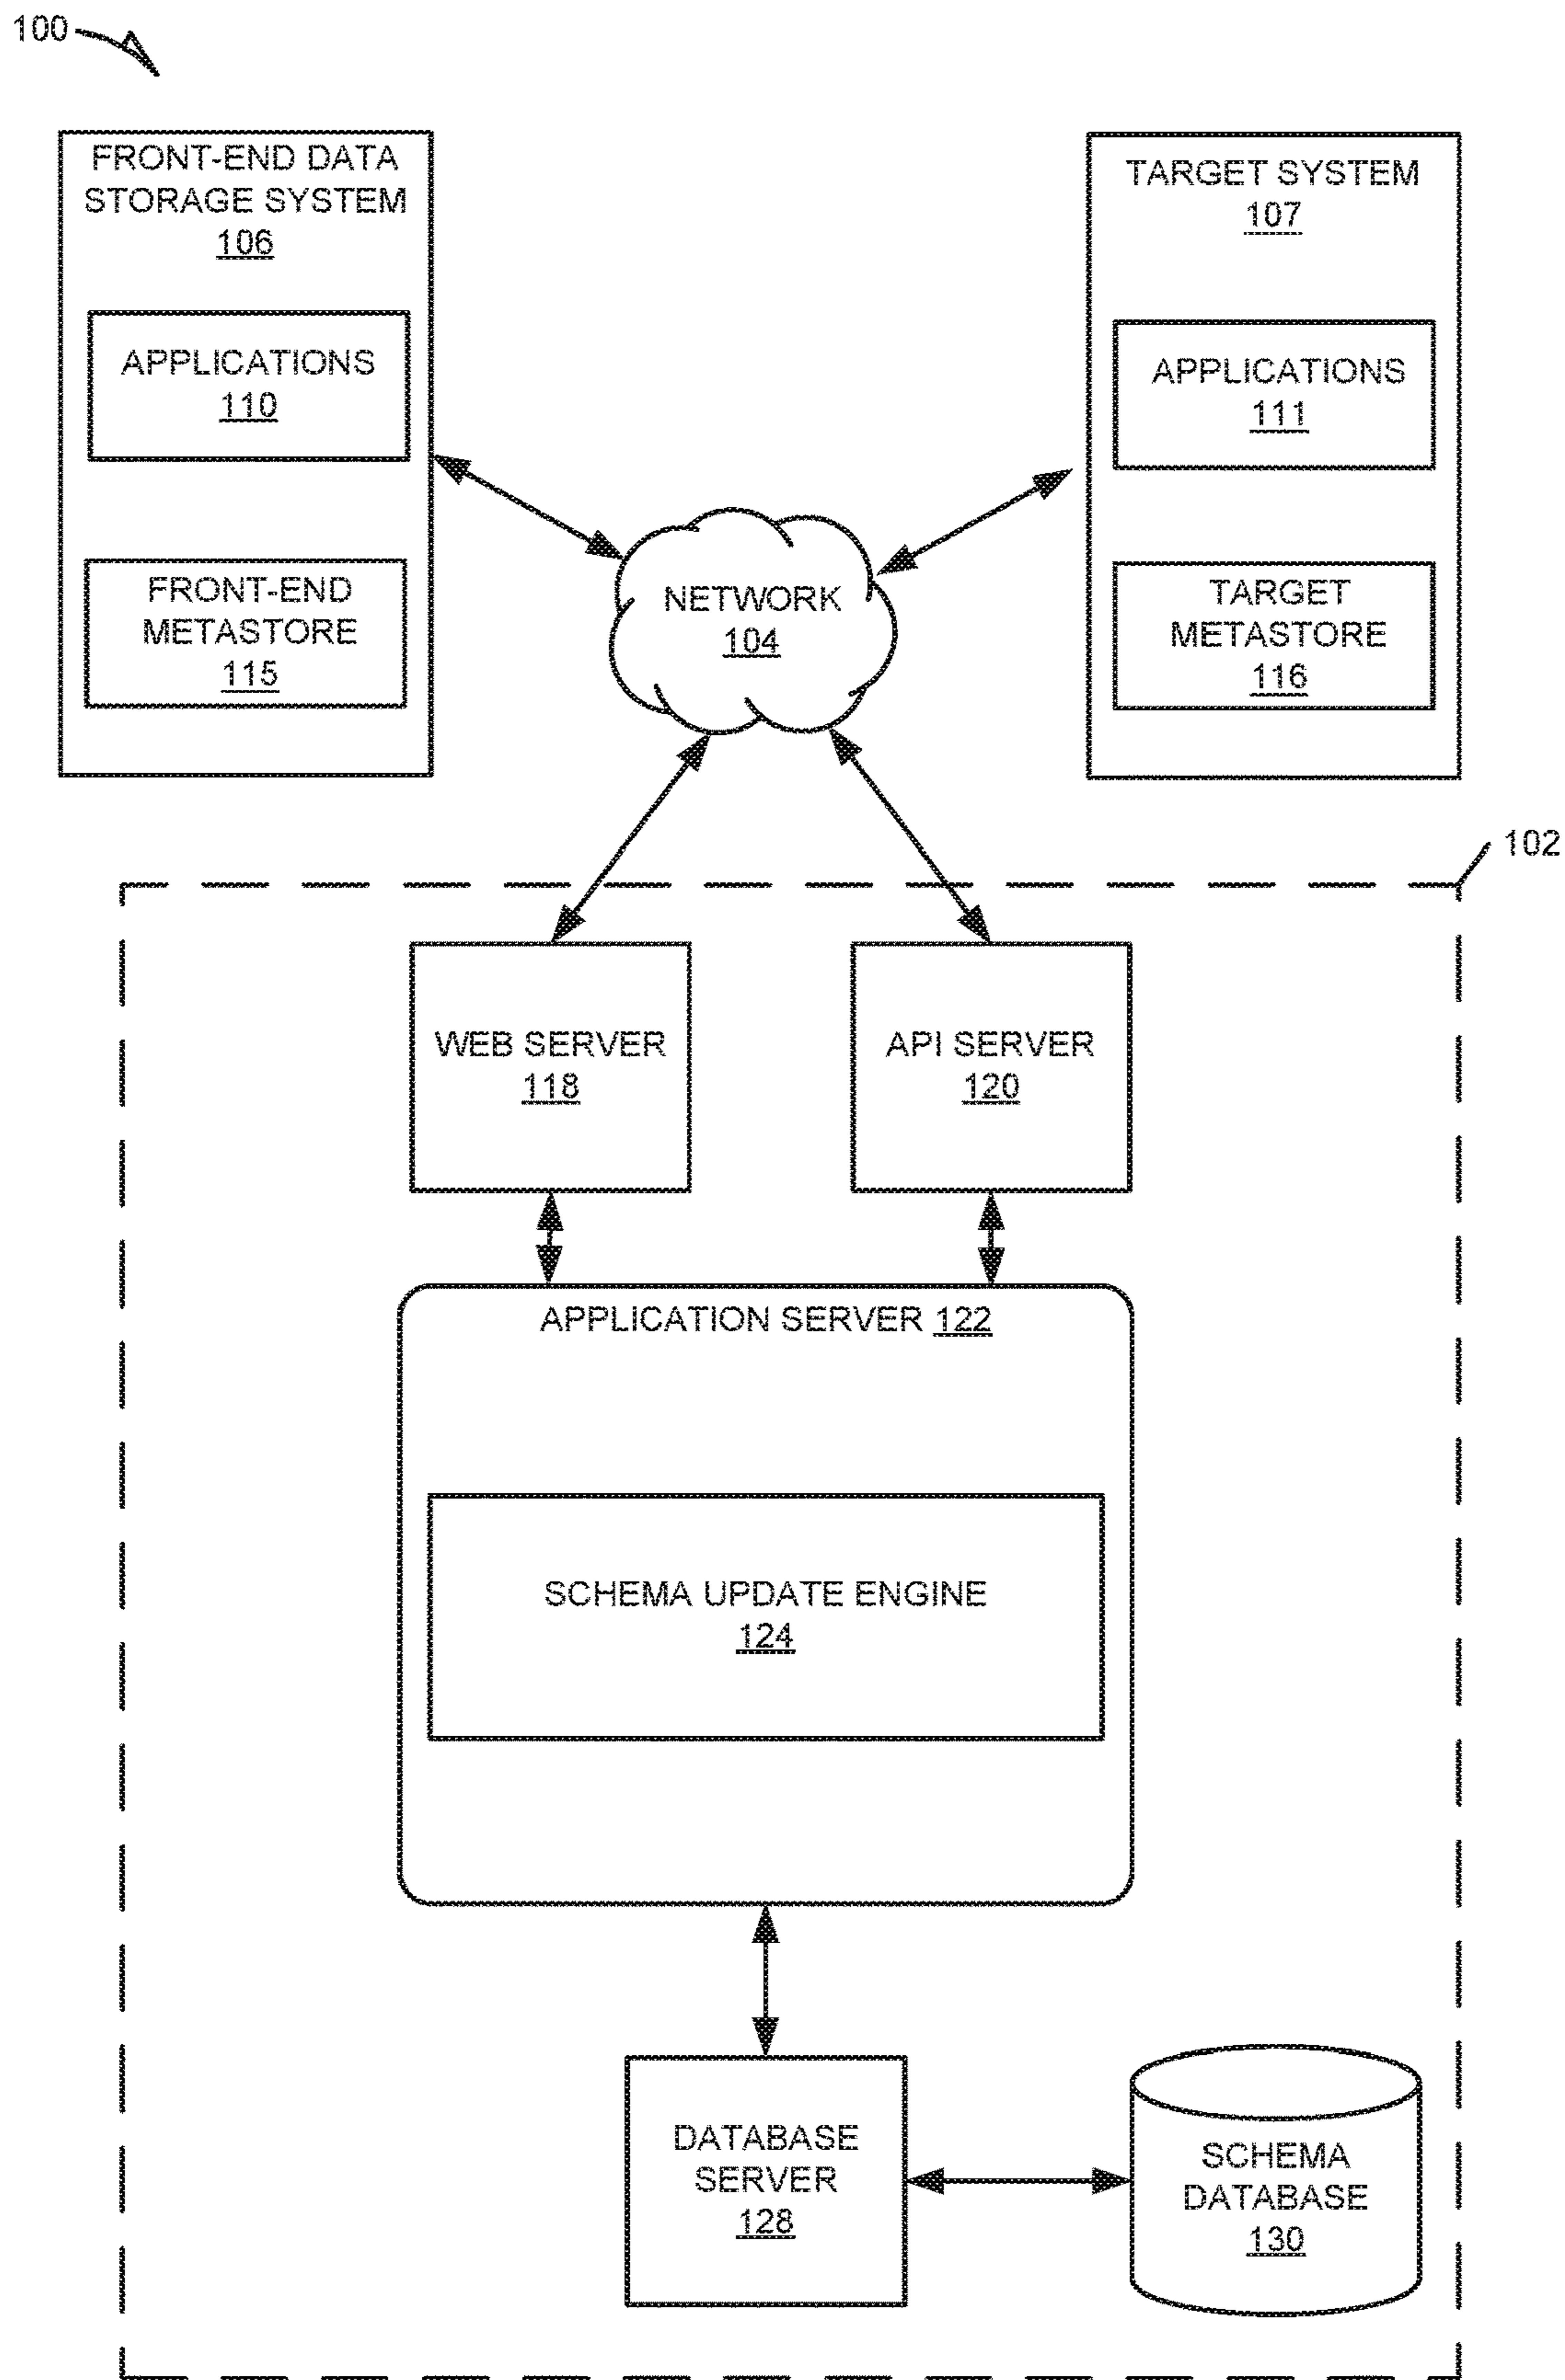 100
FRONT-END DATA
STORAGE SYSTEM
106
APPLICATIONS
110
FRONT-END
METASTORE
115
TARGET SYSTEM
107
APPLICATIONS
111
TARGET
METASTORE
116
NETWORK
104
102
WEB SERVER
118
API SERVER
120
APPLICATION SERVER 122
SCHEMA UPDATE ENGINE
124
DATABASE
SERVER
128
SCHEMA
DATABASE
130